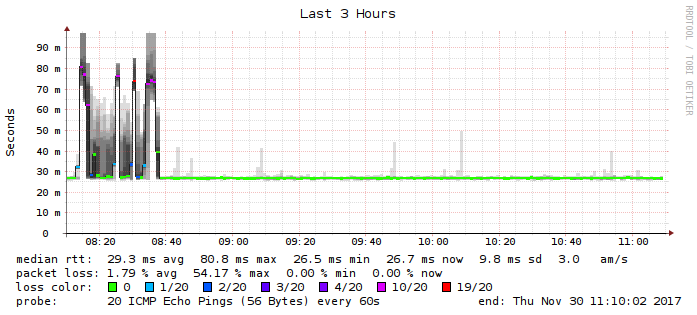 Last 3 Hours
RRDTOOL / TOBI OETIKER
Seconds
90 m
80 m
70 m
60 m
50 m
40 m
30 m
20 m
10 m
0
08:20 08:40 09:00 09:20 09:40 10:00 10:20 10:40 11:00
median rtt: 29.3 ms avg 80.8 ms max 26.5 ms min 26.7 ms now 9.8 ms sd 3.0 am/s
packet loss: 1.79 % avg 54.17 % max 0.00 % min 0.00 % now
loss color: 0 1/20 2/20 3/20 4/20 10/20 19/20
probe: 20 ICMP Echo Pings (56 Bytes) every 60s end: Thu Nov 30 11:10:02 2017